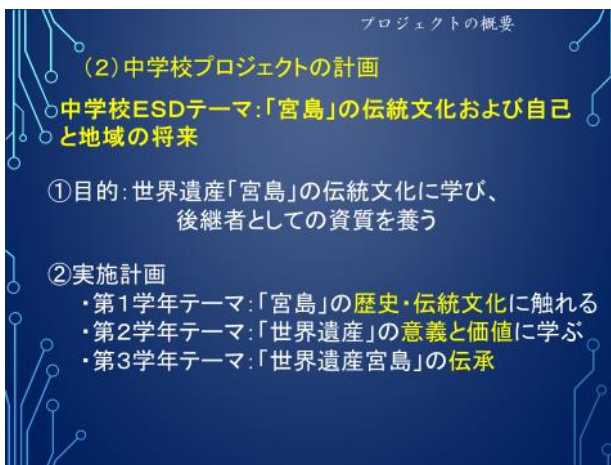 プロジェクトの概要
（2）中学校プロジェクトの計画
中学校ESDテーマ：「宮島」の伝統文化および自己
と地域の将来
①目的：世界遺産「宮島」の伝統文化に学び、
後継者としての資質を養う
②実施計画
・第1学年テーマ：「宮島」の歴史・伝統文化に触れる
・第2学年テーマ：「世界遺産」の意義と価値に学ぶ
・第3学年テーマ：「世界遺産宮島」の伝承